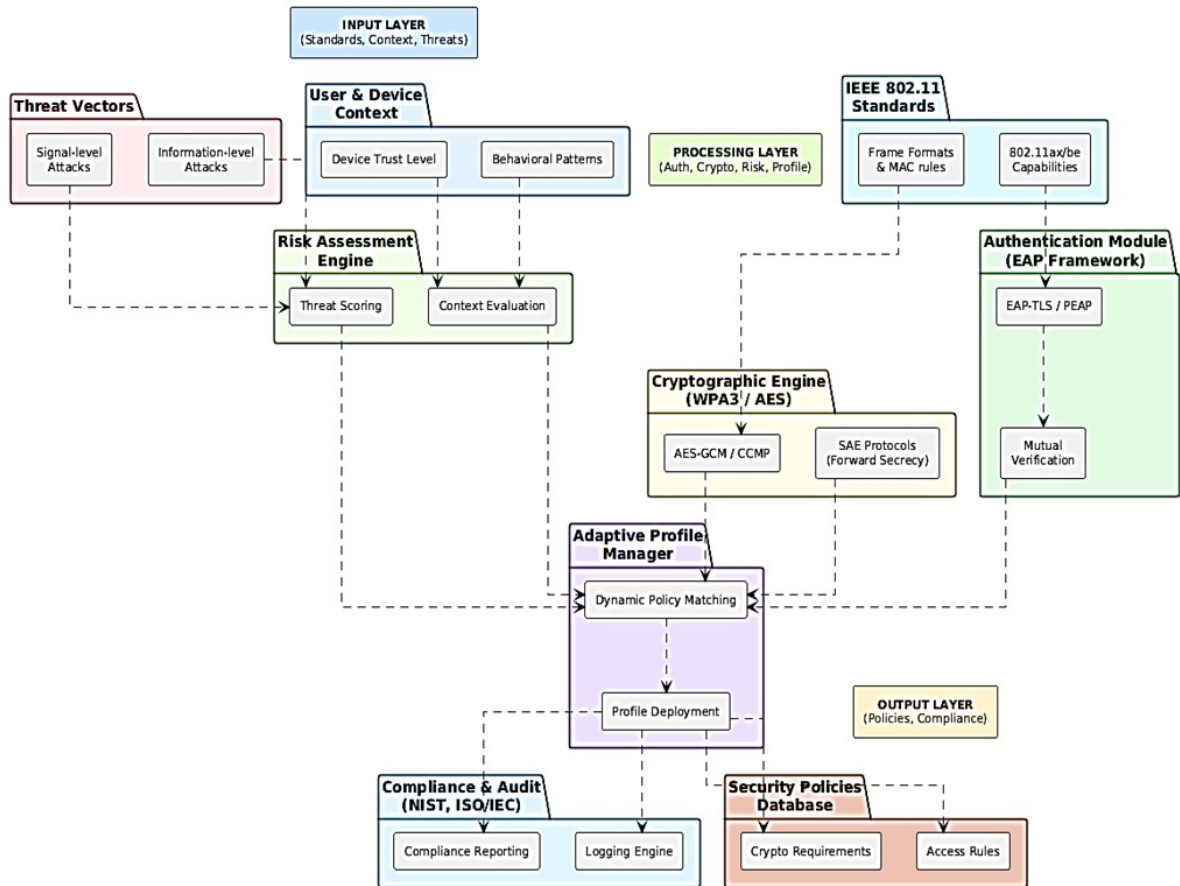 INPUT LAYER
(Standards, Context, Threats)
Threat Vectors
Signal-level
Attacks
Information-level
Attacks
User & Device
Context
Device Trust Level
Behavioral Patterns
PROCESSING LAYER
(Auth, Crypto, Risk, Profile)
IEEE 802.11
Standards
Frame Formats
& MAC rules
802.11ax/be
Capabilities
Risk Assessment
Engine
Threat Scoring
Context Evaluation
Authentication Module
(EAP Framework)
EAP-TLS / PEAP
Mutual
Verification
Cryptographic Engine
(WPA3 / AES)
AES-GCM / CCMP
SAE Protocols
(Forward Secrecy)
Adaptive Profile
Manager
Dynamic Policy Matching
Profile Deployment
OUTPUT LAYER
(Policies, Compliance)
Compliance & Audit
(NIST, ISO/IEC)
Compliance Reporting
Logging Engine
Security Policies
Database
Crypto Requirements
Access Rules